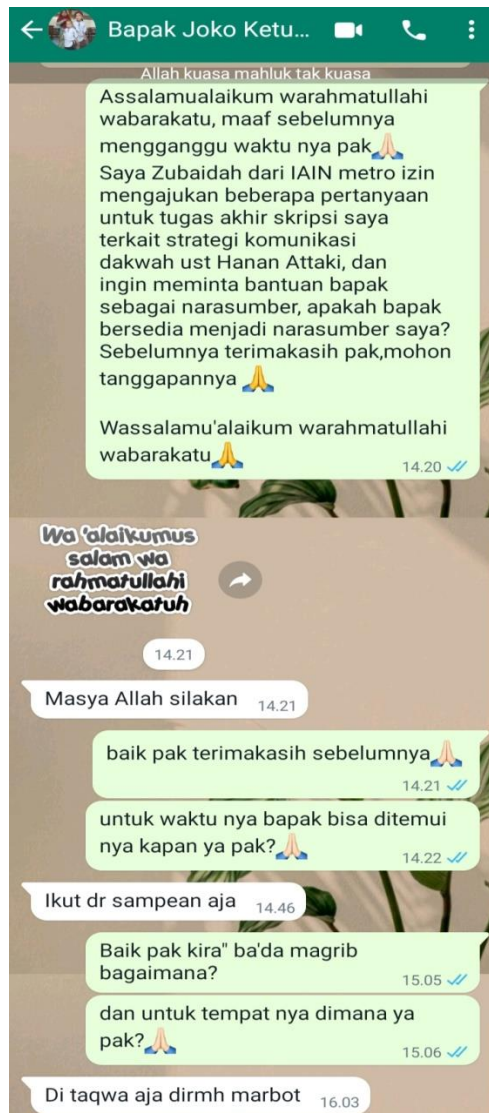 Bapak Joko Ketu...
Allah kuasa mahluk tak kuasa
Assalamualaikum warahmatullahi
wabarakatu, maaf sebelumnya
mengganggu waktu nya pak🙏🏻
Saya Zubaidah dari IAIN metro izin
mengajukan beberapa pertanyaan
untuk tugas akhir skripsi saya
terkait strategi komunikasi
dakwah ust Hanan Attaki, dan
ingin meminta bantuan bapak
sebagai narasumber, apakah bapak
bersedia menjadi narasumber saya?
Sebelumnya terimakasih pak,mohon
tanggapannya 🙏
Wassalamu'alaikum warahmatullahi
wabarakatu🙏
14.20
Wa 'alaikumus
salam wa
rahmatullahi
wabarakatuh
14.21
Masya Allah silakan 14.21
baik pak terimakasih sebelumnya🙏🏻
14.21
untuk waktu nya bapak bisa ditemui
nya kapan ya pak?🙏🏻
14.22
Ikut dr sampean aja 14.46
Baik pak kira" ba'da magrib
bagaimana?
15.05
dan untuk tempat nya dimana ya
pak?🙏🏻
15.06
Di taqwa aja dirmh marbot 16.03